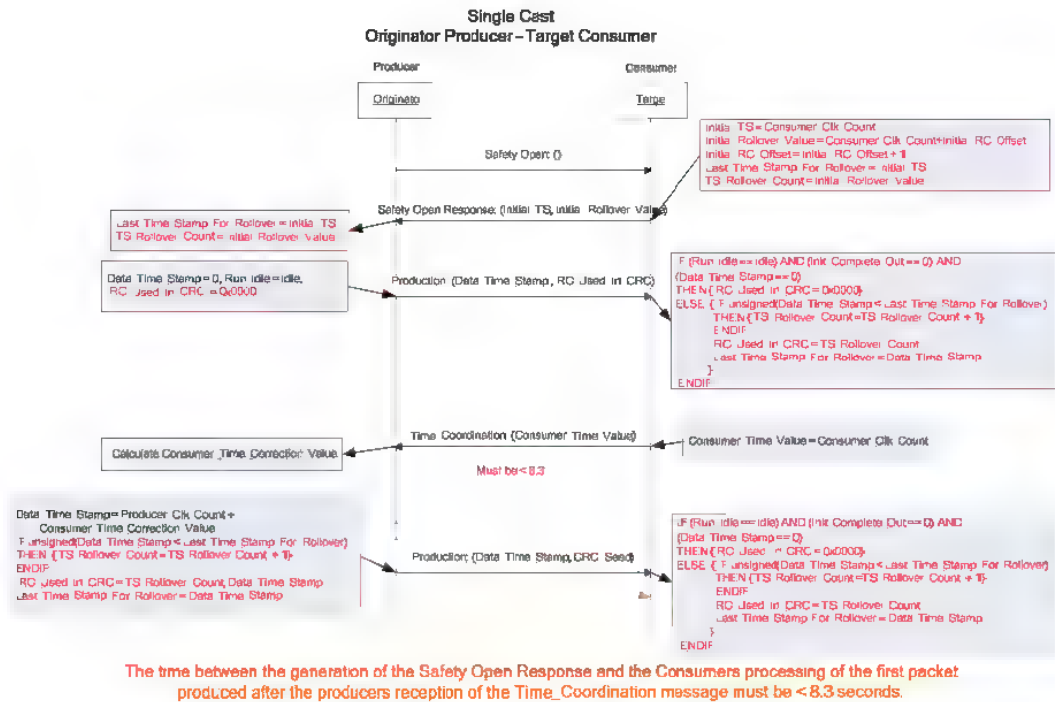 Single Cast
Originator Producer – Target Consumer
Producer
Consumer
Originato
Targe
Initia TS = Consumer Clk Count
Initia Rollover Value = Consumer Clk Count+Initia RC Offset
Initia RC Offset = Initia RC Offset + 1
Last Time Stamp For Rollover = Initia TS
TS Rollover Count = Initia Rollover Value
Safety Open: ()
Safety Open Response: (Initial TS, Initia Rollover Value)
Last Time Stamp For Rollover = Initia TS
TS Rollover Count = Initial Rollover Value
Data Time Stamp = 0, Run Idle = Idle,
RC Used In CRC = 0x0000
Production (Data Time Stamp, RC Used In CRC)
IF (Run Idle == Idle) AND (Init Complete Out == 0) AND
(Data Time Stamp == 0)
THEN { RC Used In CRC = 0x0000}
ELSE { IF unsigned(Data Time Stamp < Last Time Stamp For Rollover)
THEN {TS Rollover Count =TS Rollover Count + 1}
ENDIF
RC Used in CRC = TS Rollover Count
Last Time Stamp For Rollover = Data Time Stamp
}
ENDIF
Time Coordination (Consumer Time Value)
Consumer Time Value = Consumer Clk Count
Calculate Consumer_Time Correction Value
Must be < 8.3
Data Time Stamp= Producer Clk Count +
Consumer Time Correction Value
IF unsigned(Data Time Stamp < Last Time Stamp For Rollover)
THEN {TS Rollover Count =TS Rollover Count + 1}
ENDIF
RC Used in CRC = TS Rollover Count, Data Time Stamp
Last Time Stamp For Rollover = Data Time Stamp
Production: (Data Time Stamp, CRC Seed)
IF (Run Idle == Idle) AND (Init Complete Out == 0) AND
(Data Time Stamp == 0)
THEN { RC Used In CRC = 0x0000}
ELSE { IF unsigned(Data Time Stamp < Last Time Stamp For Rollover)
THEN {TS Rollover Count =TS Rollover Count + 1}
ENDIF
RC Used in CRC = TS Rollover Count
Last Time Stamp For Rollover = Data Time Stamp
}
ENDIF
The time between the generation of the Safety Open Response and the Consumers processing of the first packet
produced after the producers reception of the Time_Coordination message must be < 8.3 seconds.